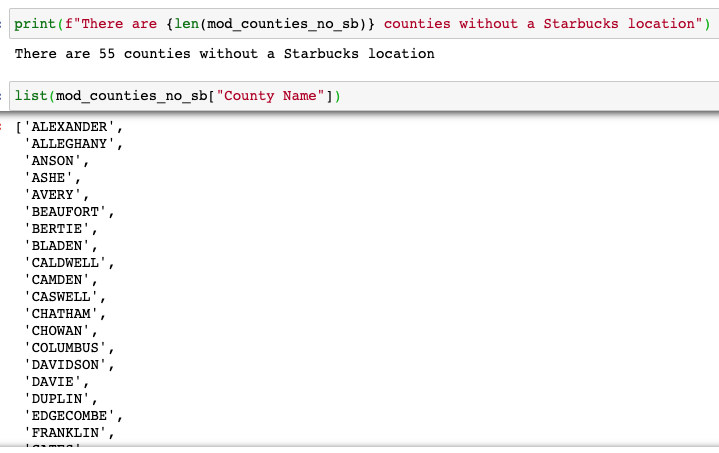 print(f"There are {len(mod_counties_no_sb)} counties without a Starbucks location")
There are 55 counties without a Starbucks location
list(mod_counties_no_sb["County Name"])
['ALEXANDER',
'ALLEGHANY',
'ANSON',
'ASHE',
'AVERY',
'BEAUFORT',
'BERTIE',
'BLADEN',
'CALDWELL',
'CAMDEN',
'CASWELL',
'CHATHAM',
'CHOWAN',
'COLUMBUS',
'DAVIDSON',
'DAVIE',
'DUPLIN',
'EDGECOMBE',
'FRANKLIN',